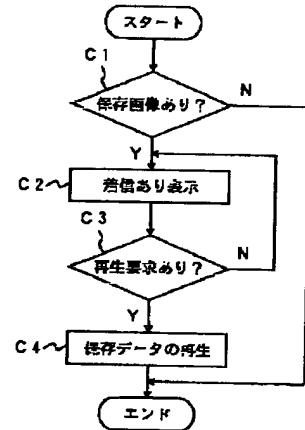 スタート
C1
保存画像あり?
N
Y
C2
着信あり表示
C3
再生要求あり?
N
Y
C4
保存データの再生
エンド